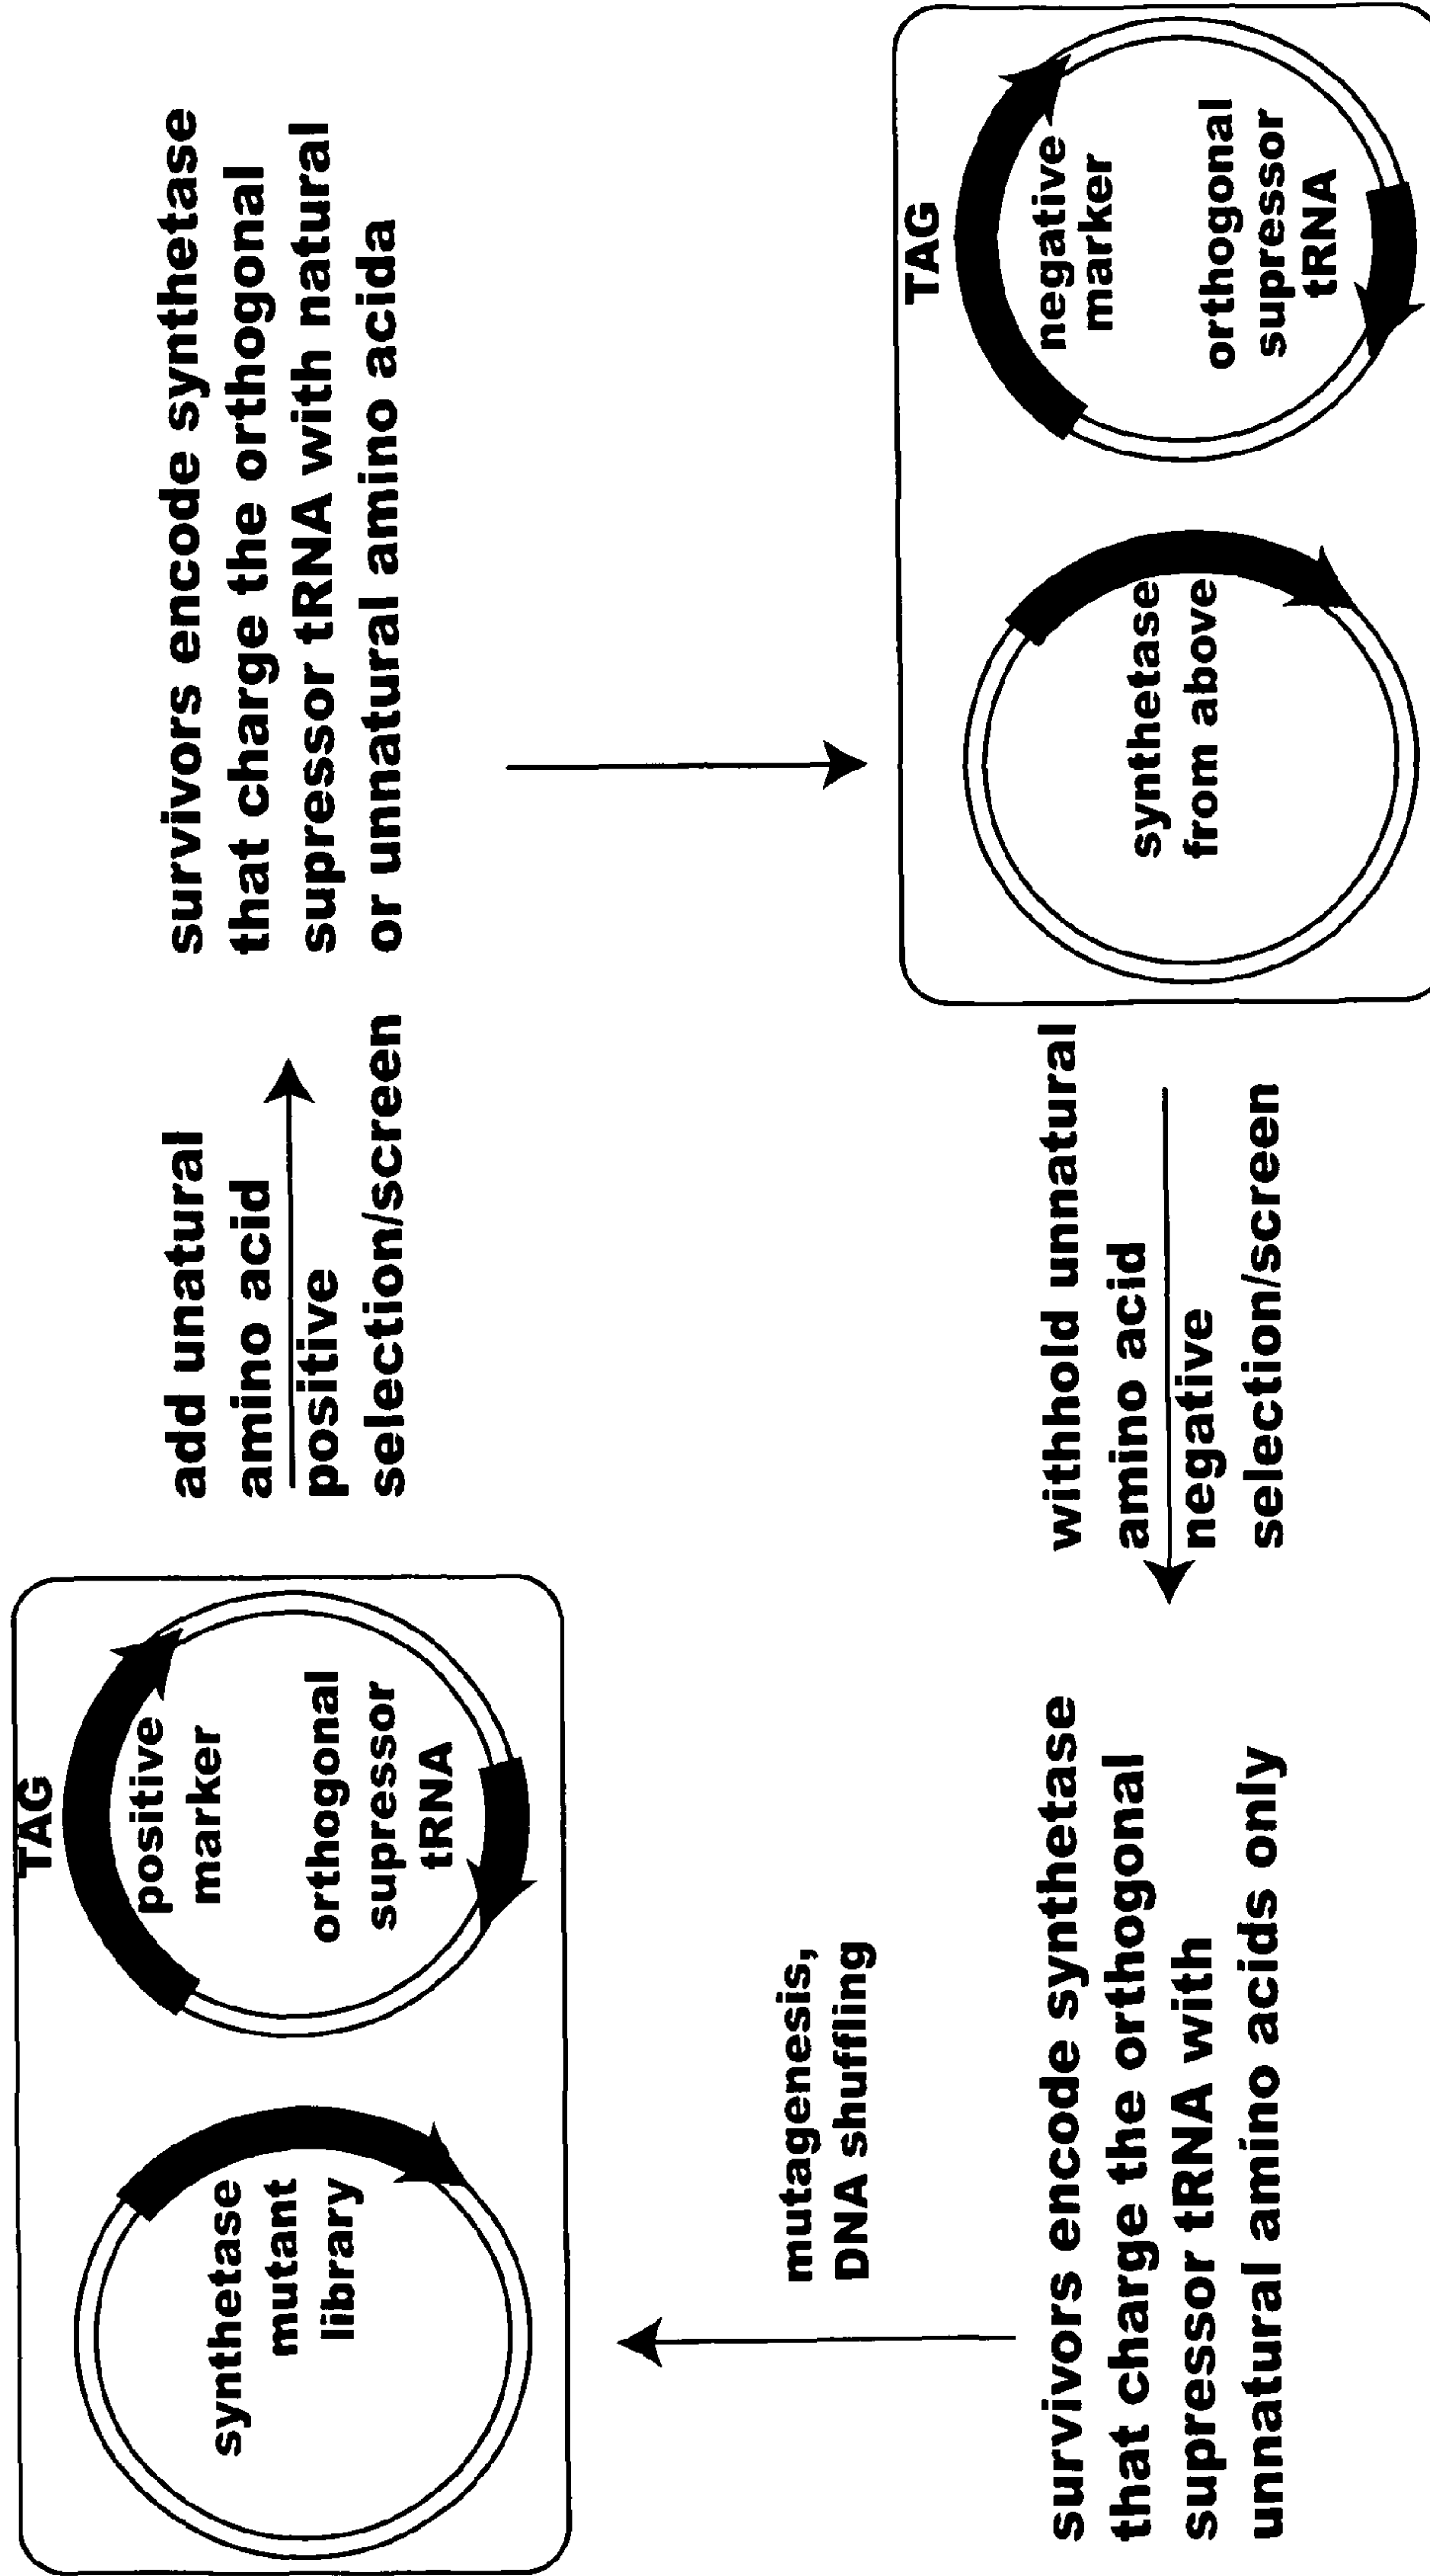 TAG
synthetase
mutant
library
positive
marker
orthogonal
supressor
tRNA
add unatural
amino acid
positive
selection/screen
survivors encode synthetase
that charge the orthogonal
supressor tRNA with natural
or unnatural amino acida
TAG
synthetase
from above
negative
marker
orthogonal
supressor
tRNA
withhold unnatural
amino acid
negative
selection/screen
survivors encode synthetase
that charge the orthogonal
supressor tRNA with
unnatural amino acids only
mutagenesis,
DNA shuffling